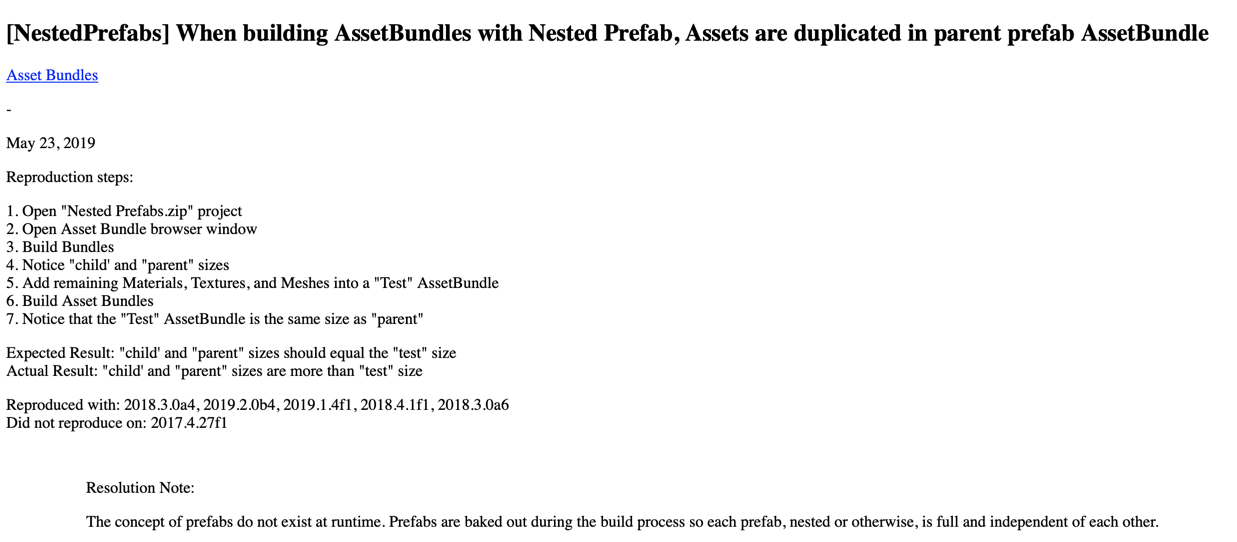 [NestedPrefabs] When building AssetBundles with Nested Prefab, Assets are duplicated in parent prefab AssetBundle
Asset Bundles
-
May 23, 2019
Reproduction steps:
1. Open "Nested Prefabs.zip" project
2. Open Asset Bundle browser window
3. Build Bundles
4. Notice "child' and "parent" sizes
5. Add remaining Materials, Textures, and Meshes into a "Test" AssetBundle
6. Build Asset Bundles
7. Notice that the "Test" AssetBundle is the same size as "parent"
Expected Result: "child' and "parent" sizes should equal the "test" size
Actual Result: "child' and "parent" sizes are more than "test" size
Reproduced with: 2018.3.0a4, 2019.2.0b4, 2019.1.4f1, 2018.4.1f1, 2018.3.0a6
Did not reproduce on: 2017.4.27f1
Resolution Note:
The concept of prefabs do not exist at runtime. Prefabs are baked out during the build process so each prefab, nested or otherwise, is full and independent of each other.